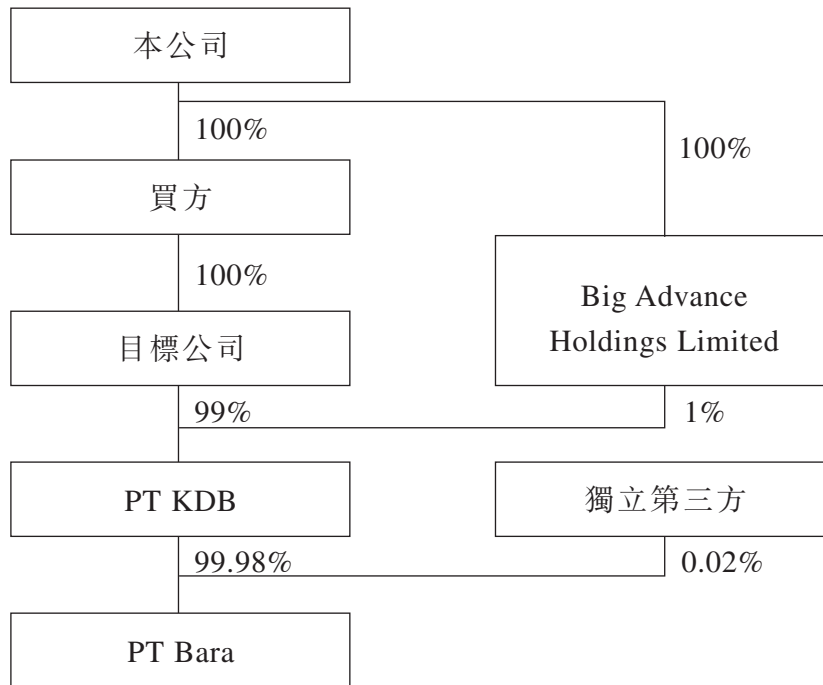 本公司
100%
100%
買方
100%
Big Advance
Holdings Limited
目標公司
99%
1%
PT KDB
獨立第三方
99.98%
0.02%
PT Bara